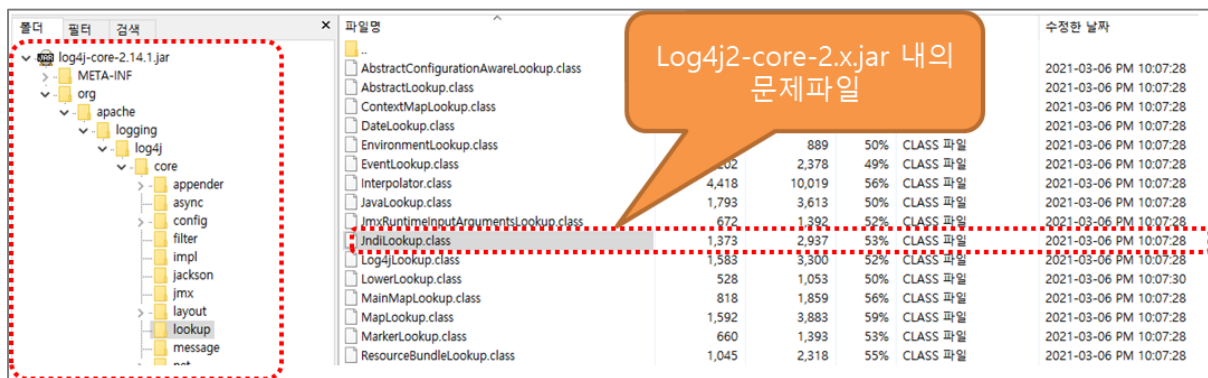 폴더 필터 검색
log4j-core-2.14.1.jar
META-INF
org
apache
logging
log4j
core
appender
async
config
filter
impl
jackson
jmx
layout
lookup
message
파일명 수정한 날짜
..
Log4j2-core-2.x.jar 내의
문제파일
AbstractConfigurationAwareLookup.class 2021-03-06 PM 10:07:28
AbstractLookup.class 2021-03-06 PM 10:07:28
ContextMapLookup.class 2021-03-06 PM 10:07:28
DateLookup.class 2021-03-06 PM 10:07:28
EnvironmentLookup.class 889 50% CLASS 파일 2021-03-06 PM 10:07:28
EventLookup.class 2,378 49% CLASS 파일 2021-03-06 PM 10:07:28
Interpolator.class 4,418 10,019 56% CLASS 파일 2021-03-06 PM 10:07:28
JavaLookup.class 1,793 3,613 50% CLASS 파일 2021-03-06 PM 10:07:28
JmxRuntimeInputArgumentsLookup.class 672 1,392 52% CLASS 파일 2021-03-06 PM 10:07:28
JndiLookup.class 1,373 2,937 53% CLASS 파일 2021-03-06 PM 10:07:28
Log4jLookup.class 1,583 3,300 52% CLASS 파일 2021-03-06 PM 10:07:28
LowerLookup.class 528 1,053 50% CLASS 파일 2021-03-06 PM 10:07:30
MainMapLookup.class 818 1,859 56% CLASS 파일 2021-03-06 PM 10:07:28
MapLookup.class 1,592 3,883 59% CLASS 파일 2021-03-06 PM 10:07:28
MarkerLookup.class 660 1,393 53% CLASS 파일 2021-03-06 PM 10:07:28
ResourceBundleLookup.class 1,045 2,318 55% CLASS 파일 2021-03-06 PM 10:07:28